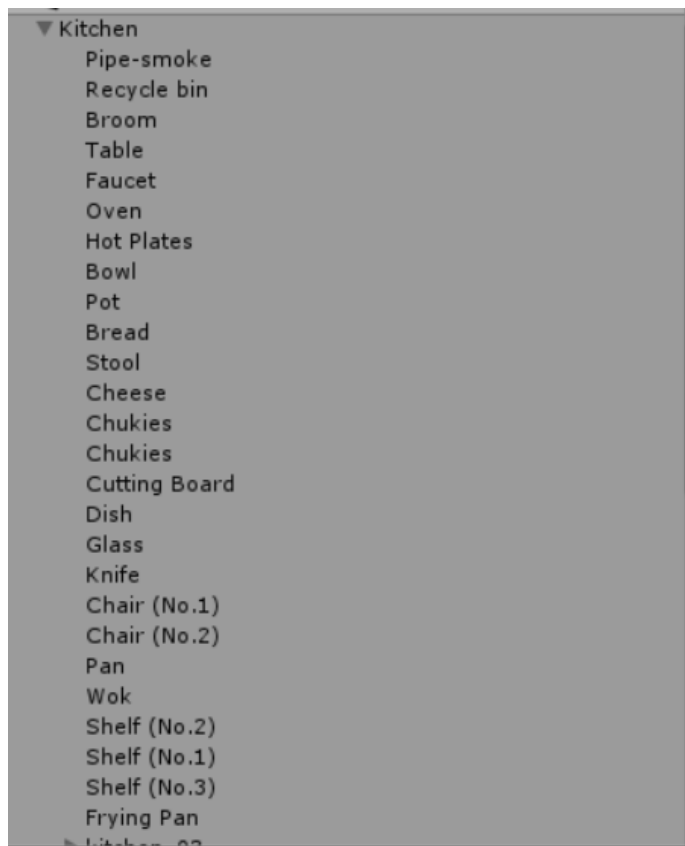 Kitchen
Pipe-smoke
Recycle bin
Broom
Table
Faucet
Oven
Hot Plates
Bowl
Pot
Bread
Stool
Cheese
Chukies
Chukies
Cutting Board
Dish
Glass
Knife
Chair (No.1)
Chair (No.2)
Pan
Wok
Shelf (No.2)
Shelf (No.1)
Shelf (No.3)
Frying Pan